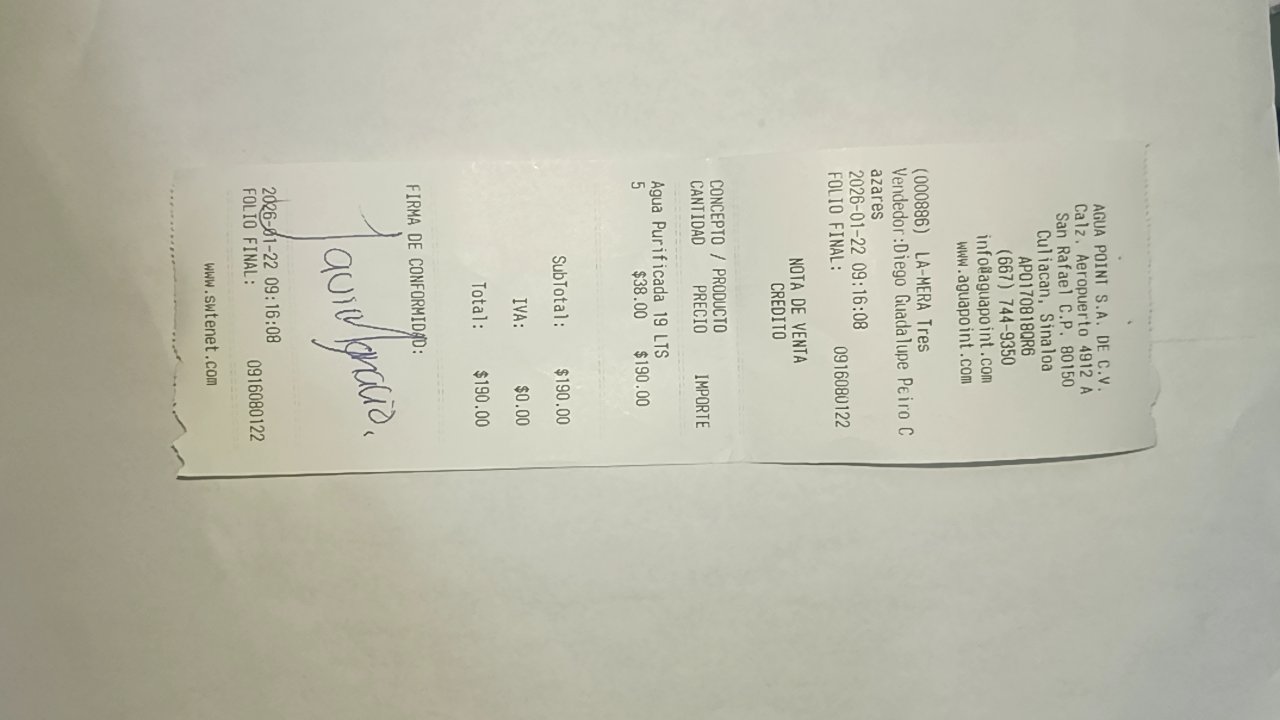 AGUA POINT S.A. DE C.V.
Calz. Aeropuerto 4912 A
San Rafael C.P. 80150
Culiacan, Sinaloa
APO170818QR6
(667) 744-9350
info@aguapoint.com
www.aguapoint.com
(000886) LA-MERA Tres
Vendedor:Diego Guadalupe Peiro C
azares
2026-01-22 09:16:08
FOLIO FINAL: 0916080122
NOTA DE VENTA
CREDITO
CONCEPTO / PRODUCTO
CANTIDAD PRECIO IMPORTE
Agua Purificada 19 LTS
5 $38.00 $190.00
SubTotal: $190.00
IVA: $0.00
Total: $190.00
FIRMA DE CONFORMIDAD:
2026-01-22 09:16:08
FOLIO FINAL: 0916080122
www.swtenet.com